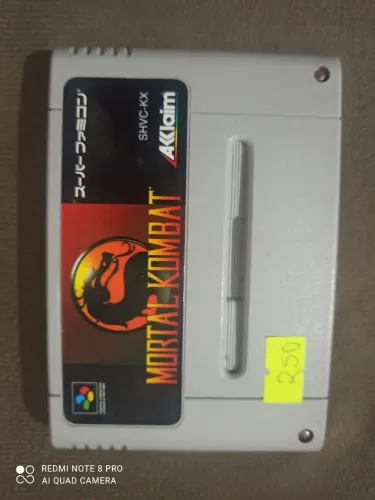 スーパーファミコン
SHVC-KX
AKlaim
MORTAL KOMBAT
250
REDMI NOTE 8 PRO
AI QUAD CAMERA